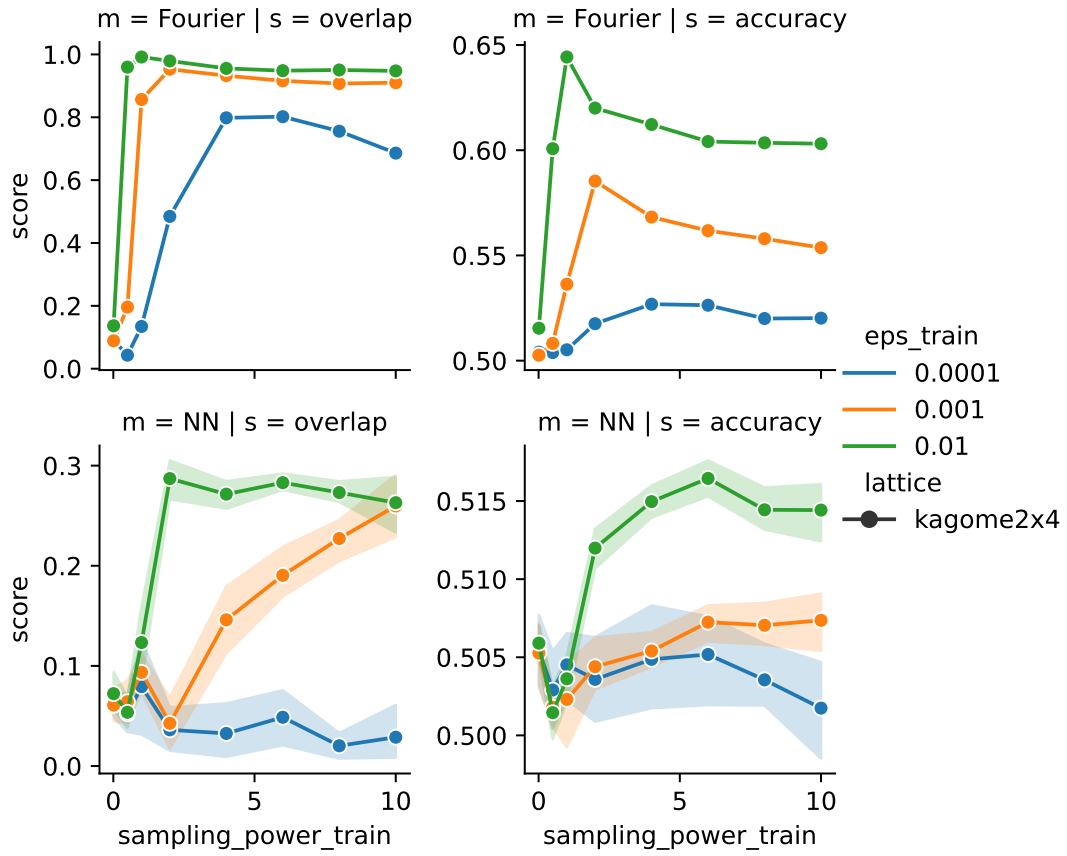 m = Fourier | s = overlap
m = Fourier | s = accuracy
score
1.0
0.8
0.6
0.4
0.2
0.0
0.65
0.60
0.55
0.50
eps_train
0.0001
0.001
0.01
lattice
kagome2x4
m = NN | s = overlap
m = NN | s = accuracy
score
0.3
0.2
0.1
0.0
0.515
0.510
0.505
0.500
0 5 10
0 5 10
sampling_power_train
sampling_power_train